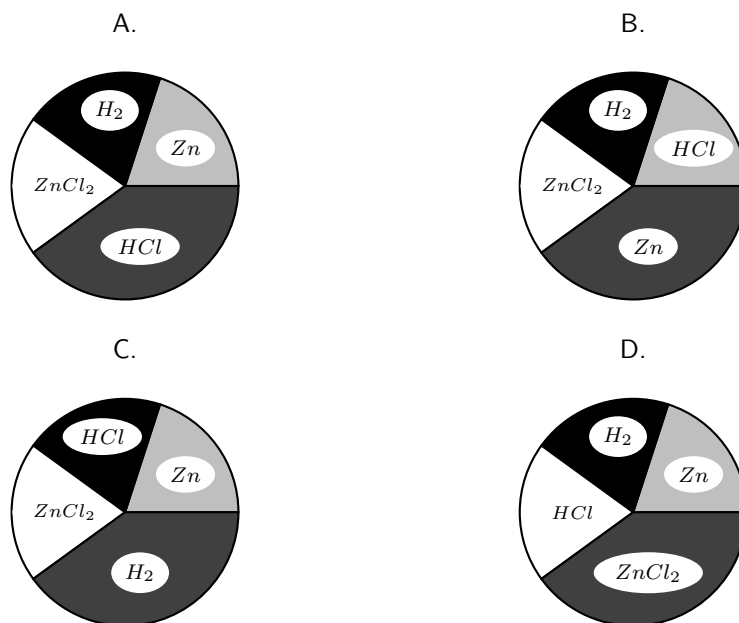 A.
H₂
Zn
ZnCl₂
HCl
B.
H₂
HCl
ZnCl₂
Zn
C.
HCl
Zn
ZnCl₂
H₂
D.
H₂
Zn
HCl
ZnCl₂